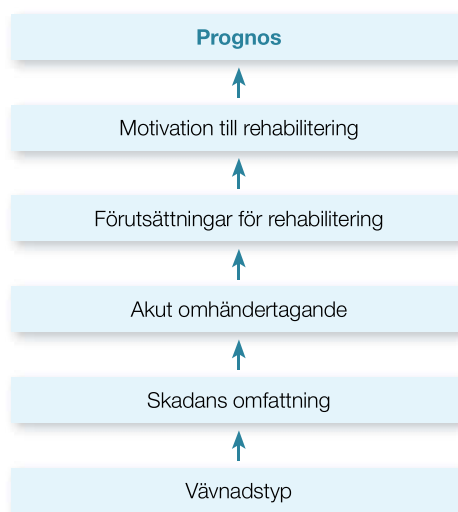 Prognos
Motivation till rehabilitering
Förutsättningar för rehabilitering
Akut omhändertagande
Skadans omfattning
Vävnadstyp